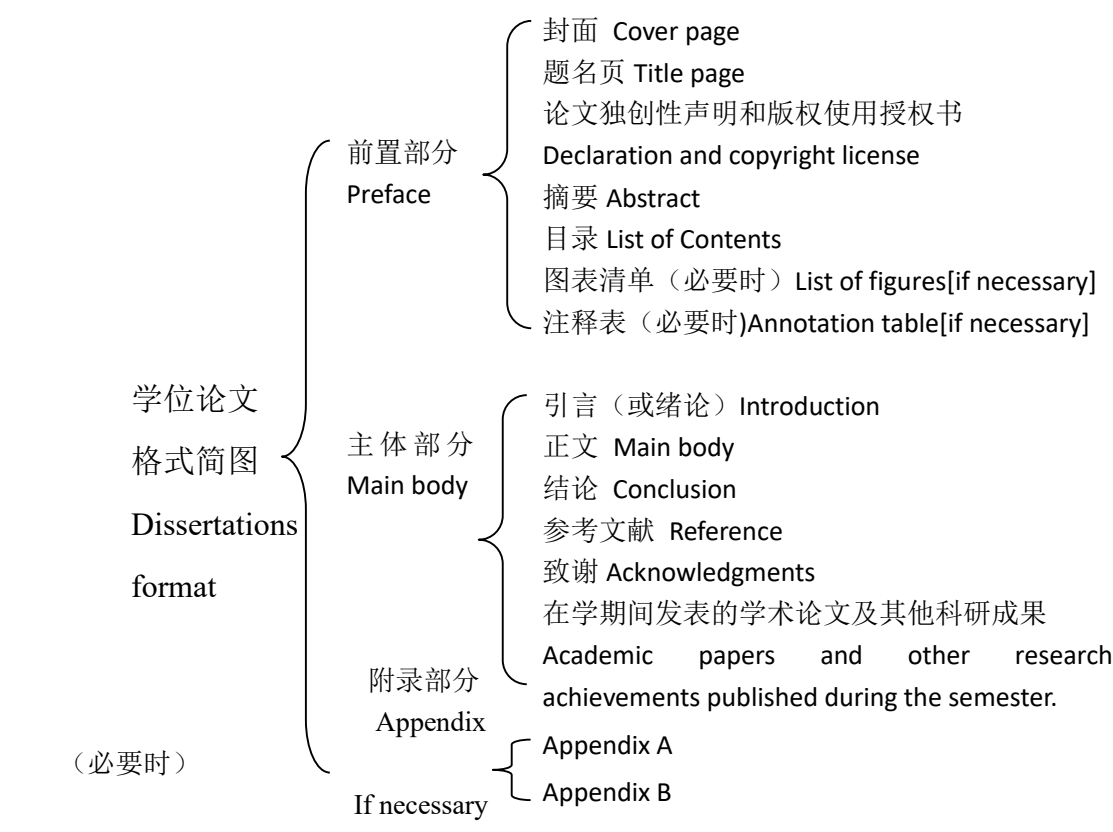 学位论文
格式简图
Dissertations
format
前置部分
Preface
封面 Cover page
题名页 Title page
论文独创性声明和版权使用授权书
Declaration and copyright license
摘要 Abstract
目录 List of Contents
图表清单（必要时）List of figures[if necessary]
注释表（必要时)Annotation table[if necessary]
主体部分
Main body
引言（或绪论）Introduction
正文 Main body
结论 Conclusion
参考文献 Reference
致谢 Acknowledgments
在学期间发表的学术论文及其他科研成果
Academic papers and other research
achievements published during the semester.
附录部分
Appendix
（必要时）
If necessary
Appendix A
Appendix B